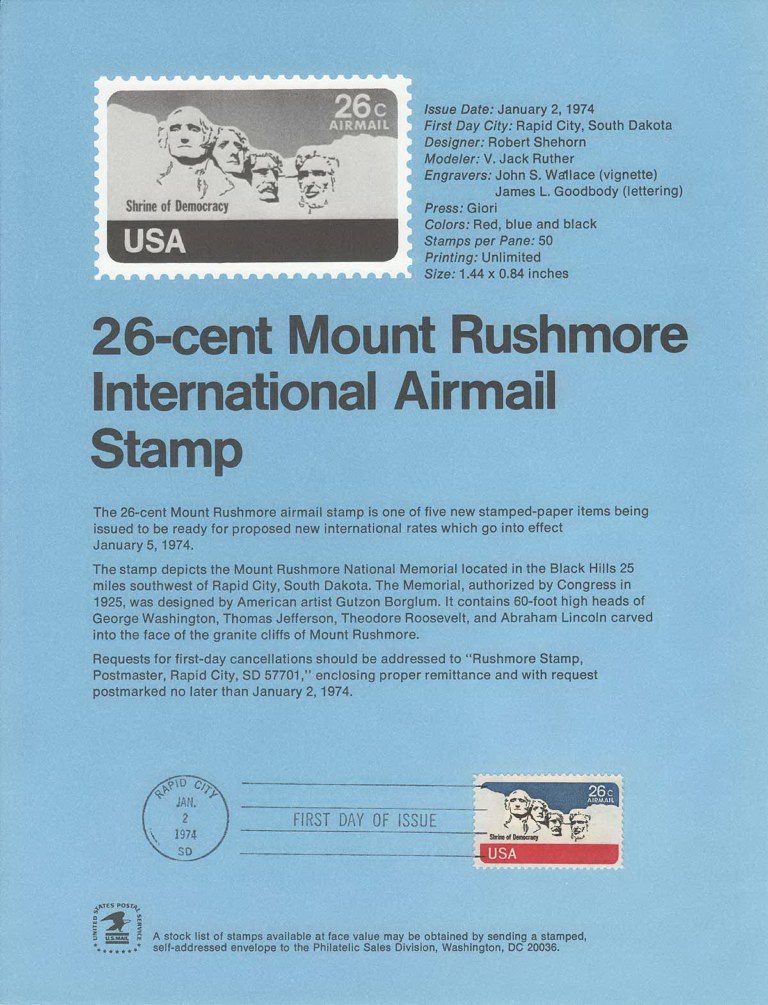 26c
AIRMAIL
Shrine of Democracy
USA
Issue Date: January 2, 1974
First Day City: Rapid City, South Dakota
Designer: Robert Shehorn
Modeler: V. Jack Ruther
Engravers: John S. Wallace (vignette)
James L. Goodbody (lettering)
Press: Giori
Colors: Red, blue and black
Stamps per Pane: 50
Printing: Unlimited
Size: 1.44 x 0.84 inches
26-cent Mount Rushmore
International Airmail
Stamp
The 26-cent Mount Rushmore airmail stamp is one of five new stamped-paper items being
issued to be ready for proposed new international rates which go into effect
January 5, 1974.
The stamp depicts the Mount Rushmore National Memorial located in the Black Hills 25
miles southwest of Rapid City, South Dakota. The Memorial, authorized by Congress in
1925, was designed by American artist Gutzon Borglum. It contains 60-foot high heads of
George Washington, Thomas Jefferson, Theodore Roosevelt, and Abraham Lincoln carved
into the face of the granite cliffs of Mount Rushmore.
Requests for first-day cancellations should be addressed to "Rushmore Stamp,
Postmaster, Rapid City, SD 57701," enclosing proper remittance and with request
postmarked no later than January 2, 1974.
RAPID CITY
JAN.
2
1974
SD
FIRST DAY OF ISSUE
26c
AIRMAIL
Shrine of Democracy
USA
UNITED STATES POSTAL SERVICE
U.S.MAIL
A stock list of stamps available at face value may be obtained by sending a stamped,
self-addressed envelope to the Philatelic Sales Division, Washington, DC 20036.